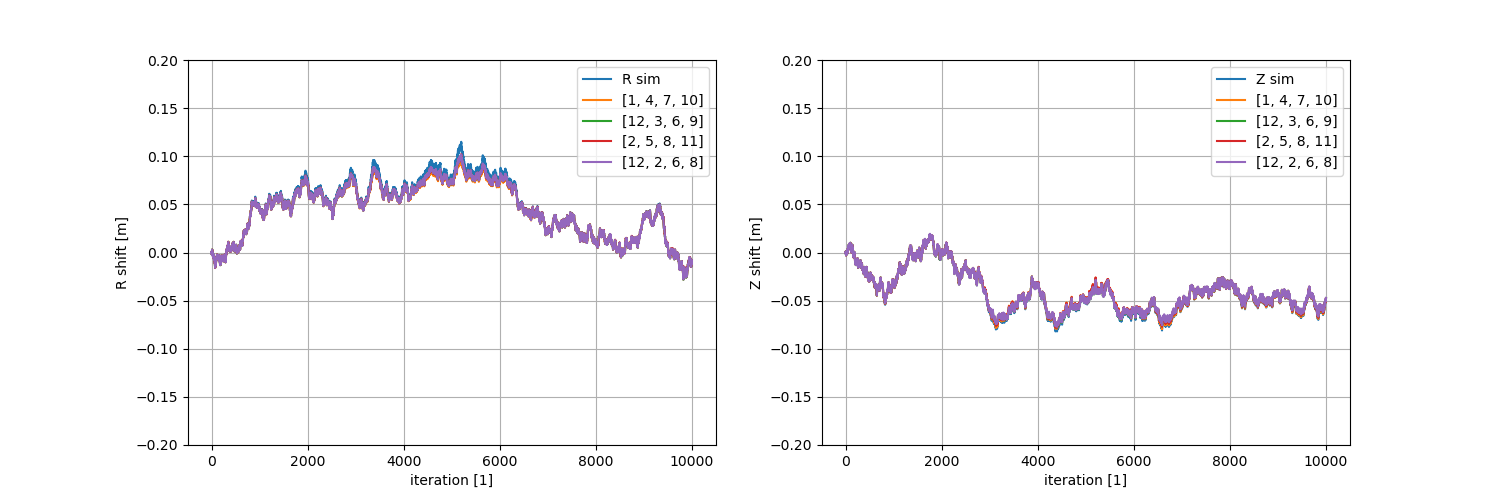 0.20
0.15
0.10
0.05
0.00
−0.05
−0.10
−0.15
−0.20
R shift [m]
0 2000 4000 6000 8000 10000
iteration [1]
R sim
[1, 4, 7, 10]
[12, 3, 6, 9]
[2, 5, 8, 11]
[12, 2, 6, 8]
0.20
0.15
0.10
0.05
0.00
−0.05
−0.10
−0.15
−0.20
Z shift [m]
0 2000 4000 6000 8000 10000
iteration [1]
Z sim
[1, 4, 7, 10]
[12, 3, 6, 9]
[2, 5, 8, 11]
[12, 2, 6, 8]